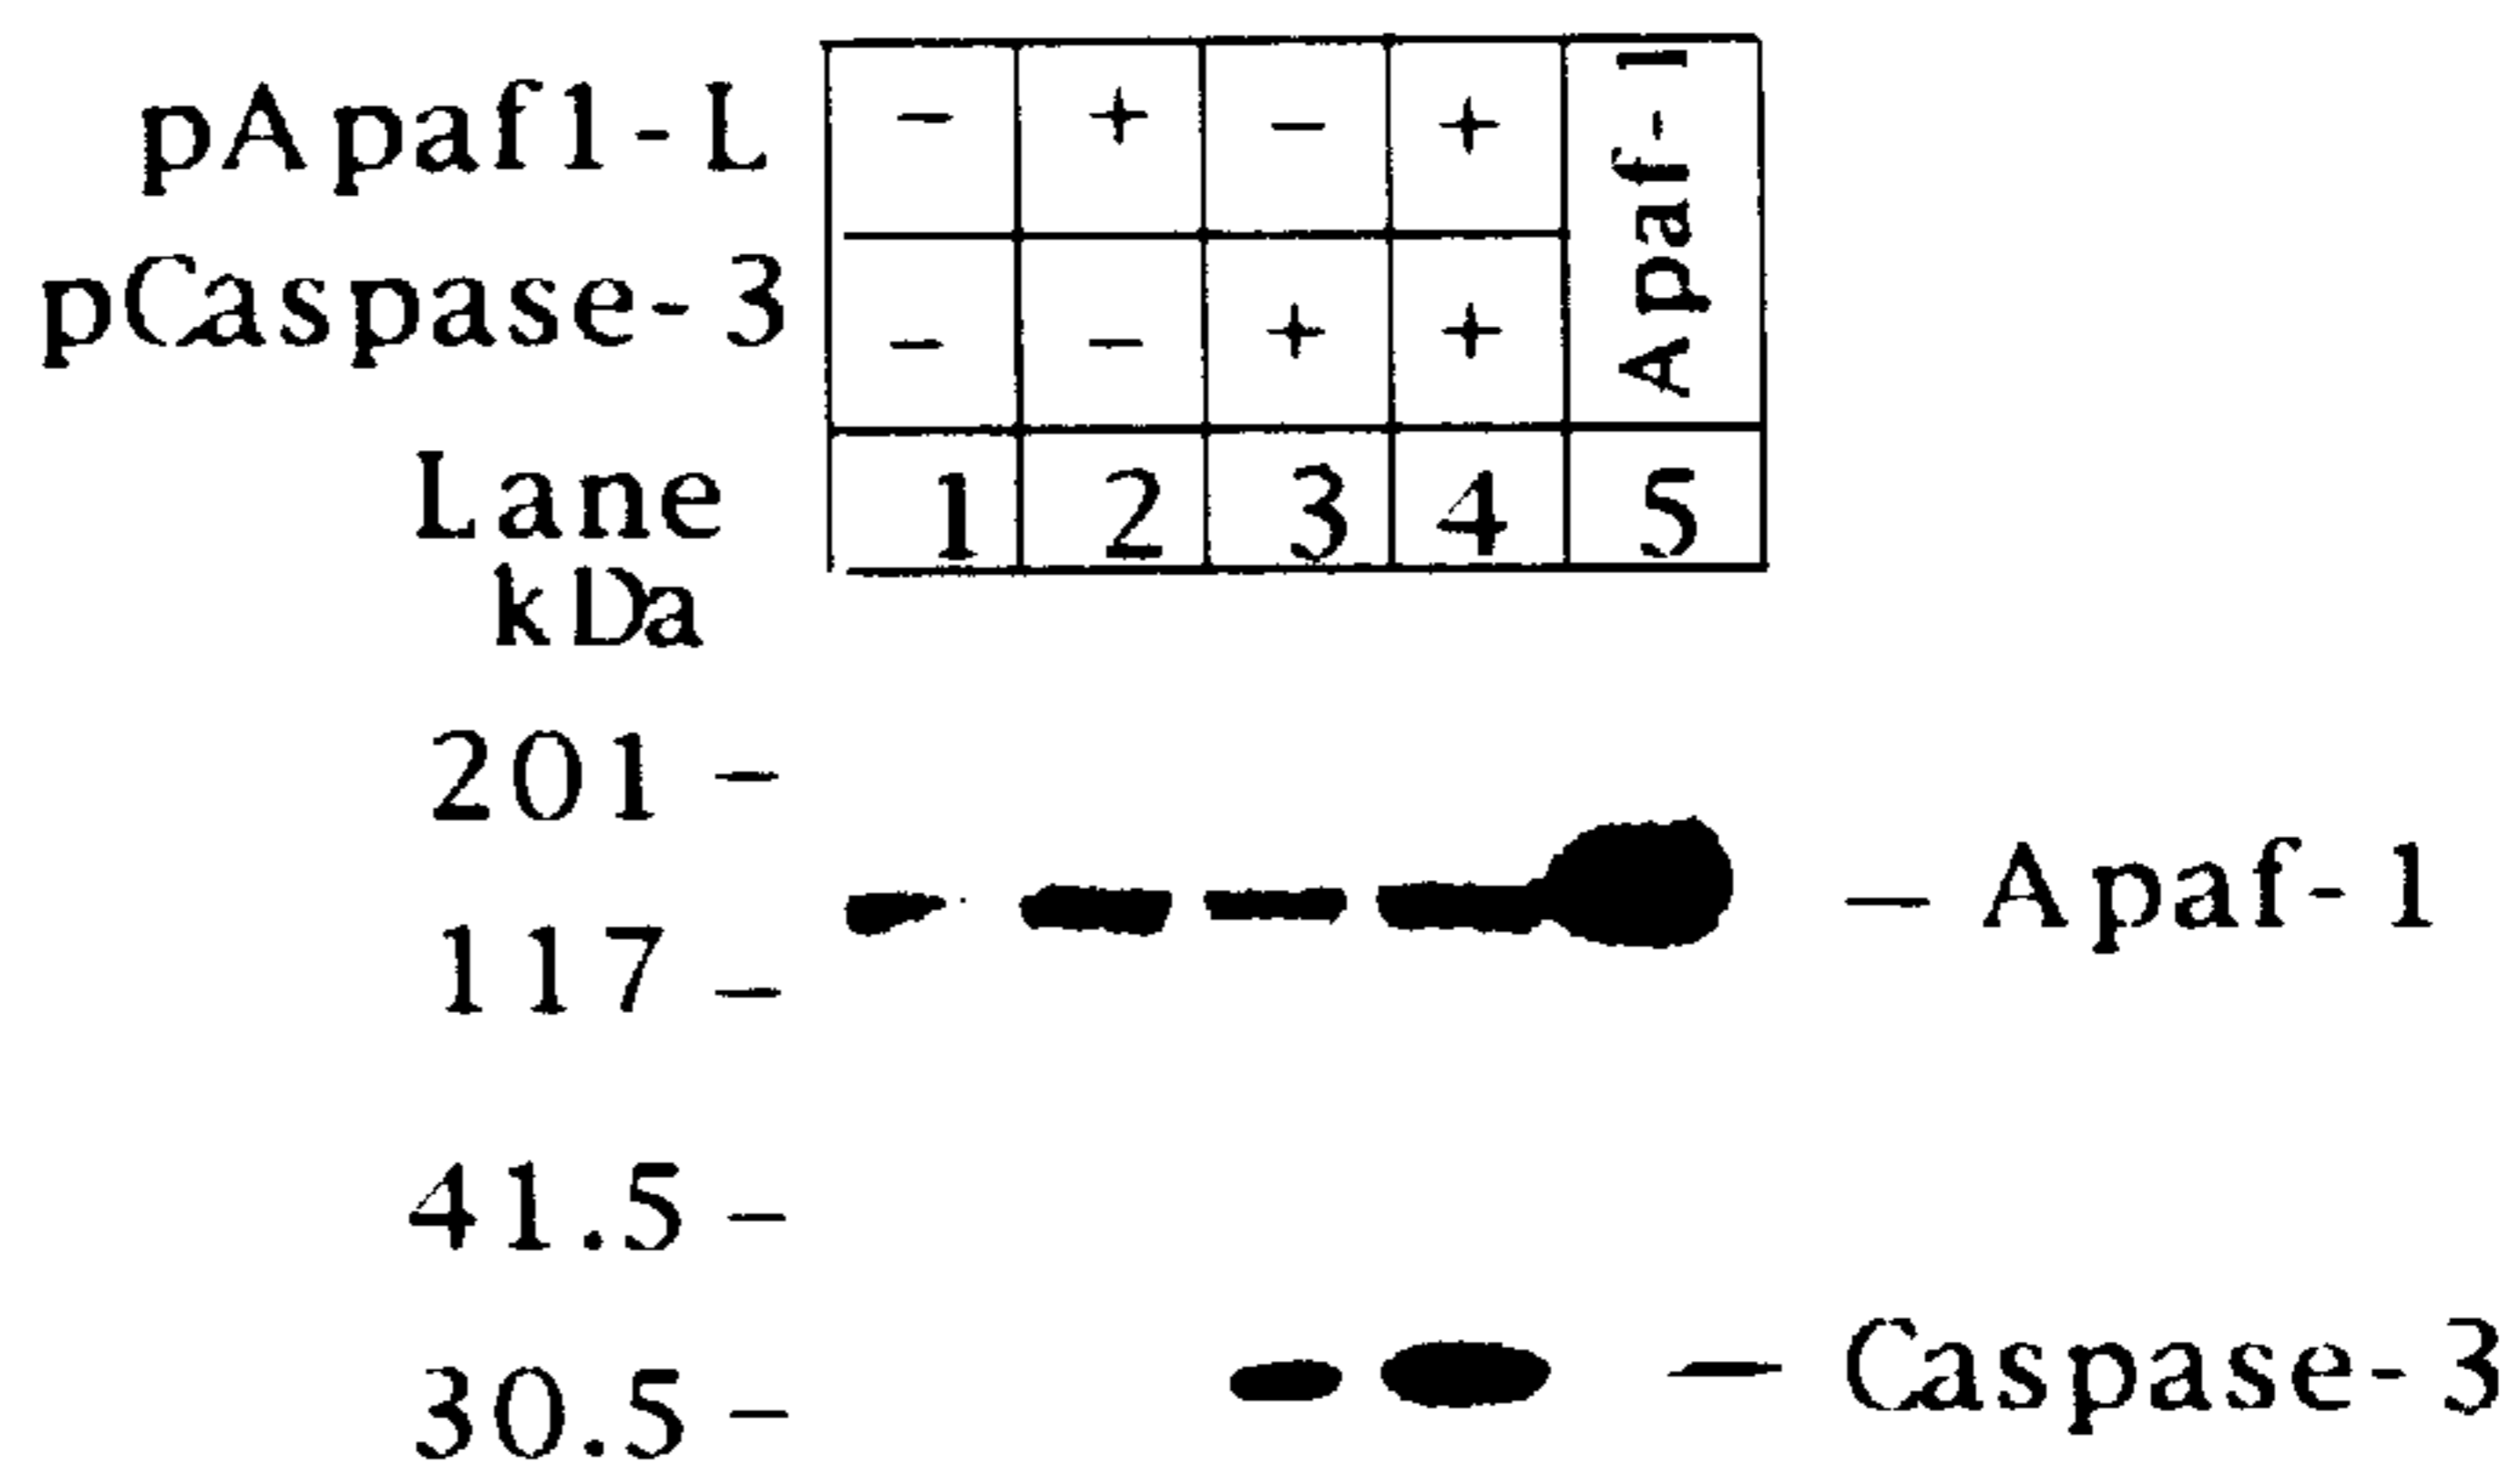 pApaf1-L - + - + Apaf-1
pCaspase-3 - - + +
Lane 1 2 3 4 5
kDa
201 -
- Apaf-1
117 -
41.5 -
- Caspase-3
30.5 -